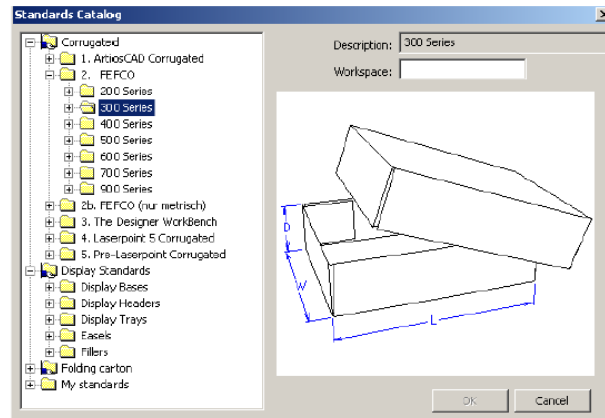 Standards Catalog
Corrugated
1. ArtiosCAD Corrugated
2. FEFCO
200 Series
300 Series
400 Series
500 Series
600 Series
700 Series
900 Series
2b. FEFCO (nur metrisch)
3. The Designer WorkBench
4. Laserpoint 5 Corrugated
5. Pre-Laserpoint Corrugated
Display Standards
Display Bases
Display Headers
Display Trays
Easels
Fillers
Folding carton
My standards
Description: 300 Series
Workspace:
D
W
L
OK Cancel